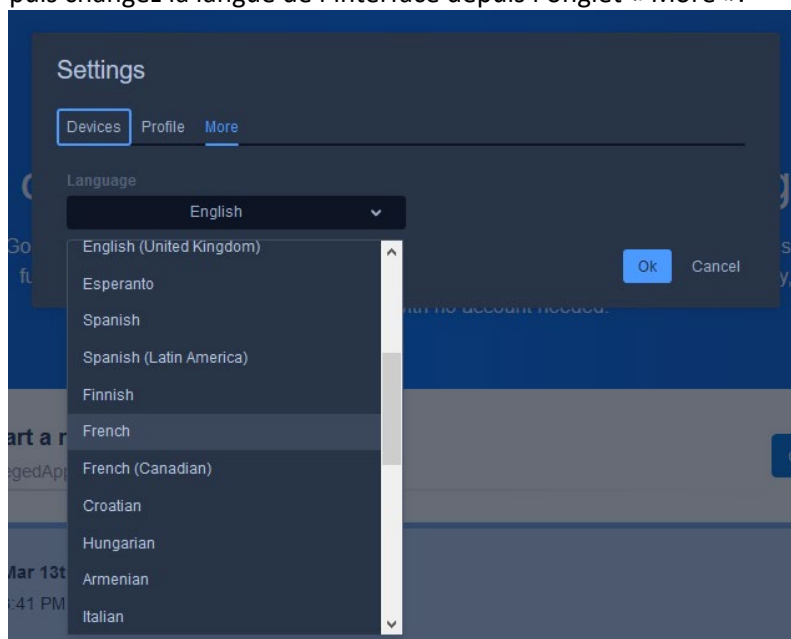 puis changez la langue de l'interface depuis l'onglet « More ».
Settings
Devices Profile More
Language
English
English (United Kingdom)
Esperanto
Spanish
Spanish (Latin America)
Finnish
French
French (Canadian)
Croatian
Hungarian
Armenian
Italian
Ok Cancel
Go
with no account needed.
art a
Mar 13t
:41 PM